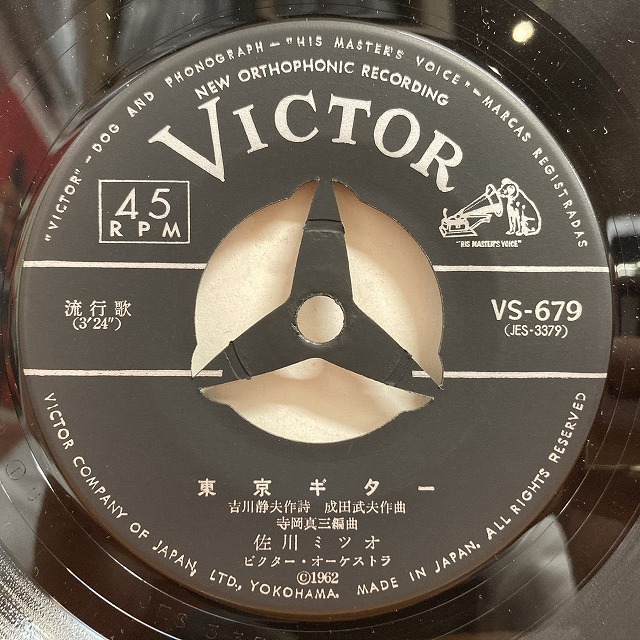 "VICTOR" – DOG AND PHONOGRAPH – "HIS MASTER'S VOICE" – MARCAS REGISTRADAS
NEW ORTHOPHONIC RECORDING
VICTOR
45
RPM
"HIS MASTER'S VOICE"
流行歌
(3'24")
VS-679
(JES-3379)
東京ギター
吉川静夫作詩 成田武夫作曲
寺岡真三編曲
佐川ミツオ
ビクター・オーケストラ
©1962
VICTOR COMPANY OF JAPAN, LTD., YOKOHAMA. MADE IN JAPAN. ALL RIGHTS RESERVED